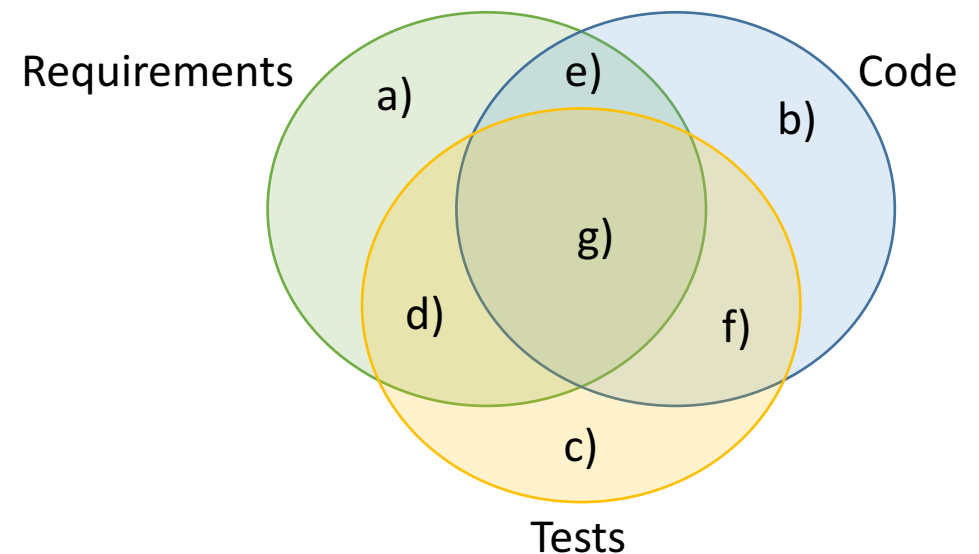 Requirements
Code
a)
e)
b)
g)
d)
f)
c)
Tests